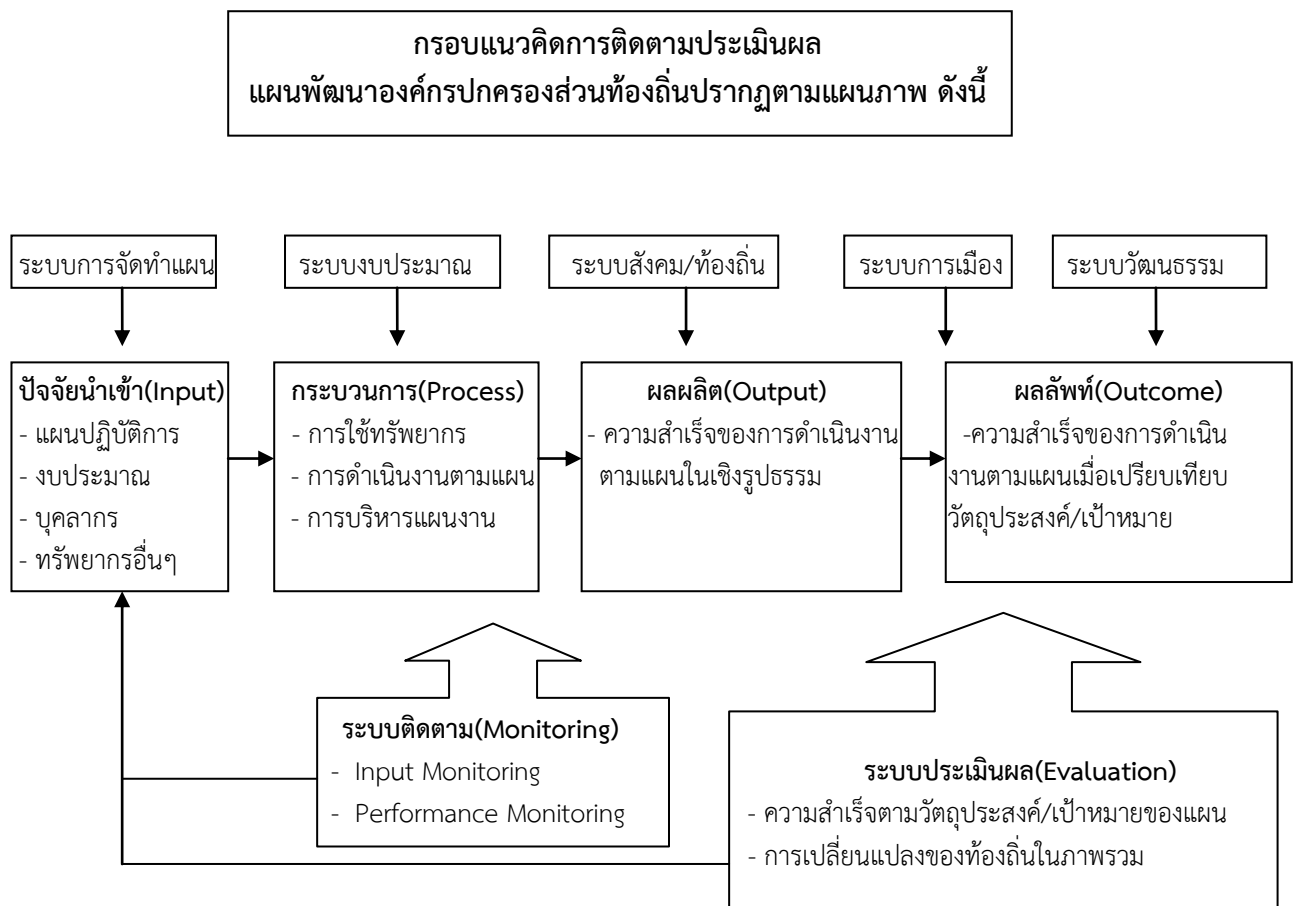 กรอบแนวคิดการติดตามประเมินผล
แผนพัฒนาองค์กรปกครองส่วนท้องถิ่นปรากฏตามแผนภาพ ดังนี้
ระบบการจัดทำแผน
ระบบงบประมาณ
ระบบสังคม/ท้องถิ่น
ระบบการเมือง
ระบบวัฒนธรรม
ปัจจัยนำเข้า(Input)
- แผนปฏิบัติการ
- งบประมาณ
- บุคลากร
- ทรัพยากรอื่นๆ
กระบวนการ(Process)
- การใช้ทรัพยากร
- การดำเนินงานตามแผน
- การบริหารแผนงาน
ผลผลิต(Output)
- ความสำเร็จของการดำเนินงาน
ตามแผนในเชิงรูปธรรม
ผลลัพท์(Outcome)
-ความสำเร็จของการดำเนิน
งานตามแผนเมื่อเปรียบเทียบ
วัตถุประสงค์/เป้าหมาย
ระบบติดตาม(Monitoring)
- Input Monitoring
- Performance Monitoring
ระบบประเมินผล(Evaluation)
- ความสำเร็จตามวัตถุประสงค์/เป้าหมายของแผน
- การเปลี่ยนแปลงของท้องถิ่นในภาพรวม